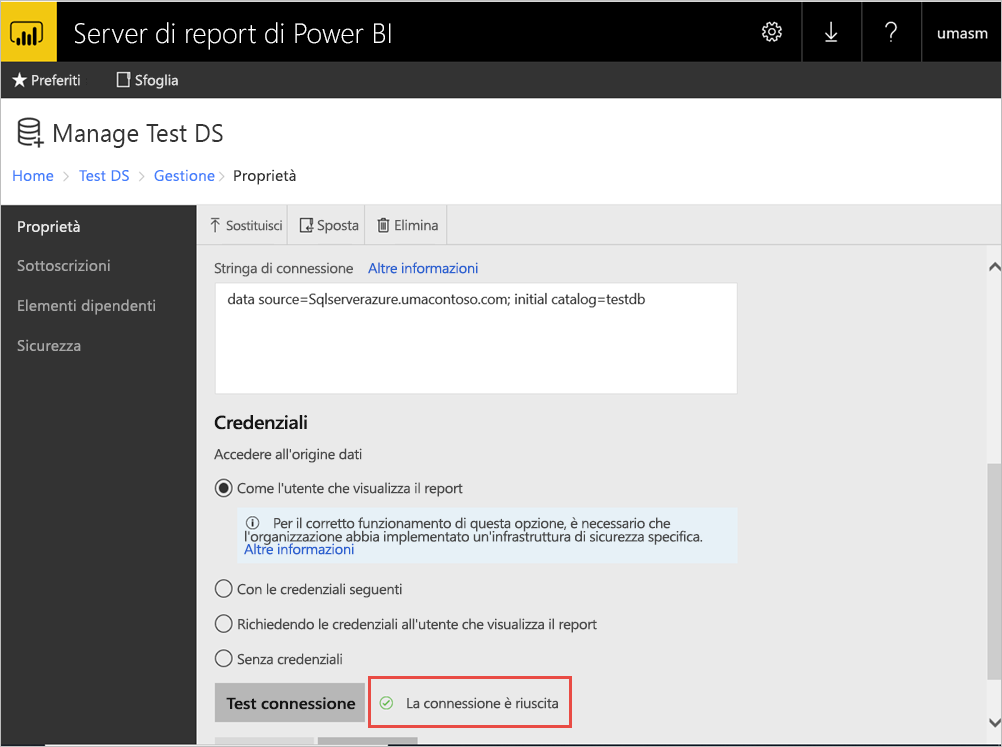 Server di report di Power BI
?
umasm
Preferiti
Sfoglia
Manage Test DS
Home > Test DS > Gestione > Proprietà
Proprietà
Sottoscrizioni
Elementi dipendenti
Sicurezza
Sostituisci
Sposta
Elimina
Stringa di connessione Altre informazioni
data source=Sqlserverazure.umacontoso.com; initial catalog=testdb
Credenziali
Accedere all'origine dati
Come l'utente che visualizza il report
Per il corretto funzionamento di questa opzione, è necessario che
l'organizzazione abbia implementato un'infrastruttura di sicurezza specifica.
Altre informazioni
Con le credenziali seguenti
Richiedendo le credenziali all'utente che visualizza il report
Senza credenziali
Test connessione
La connessione è riuscita